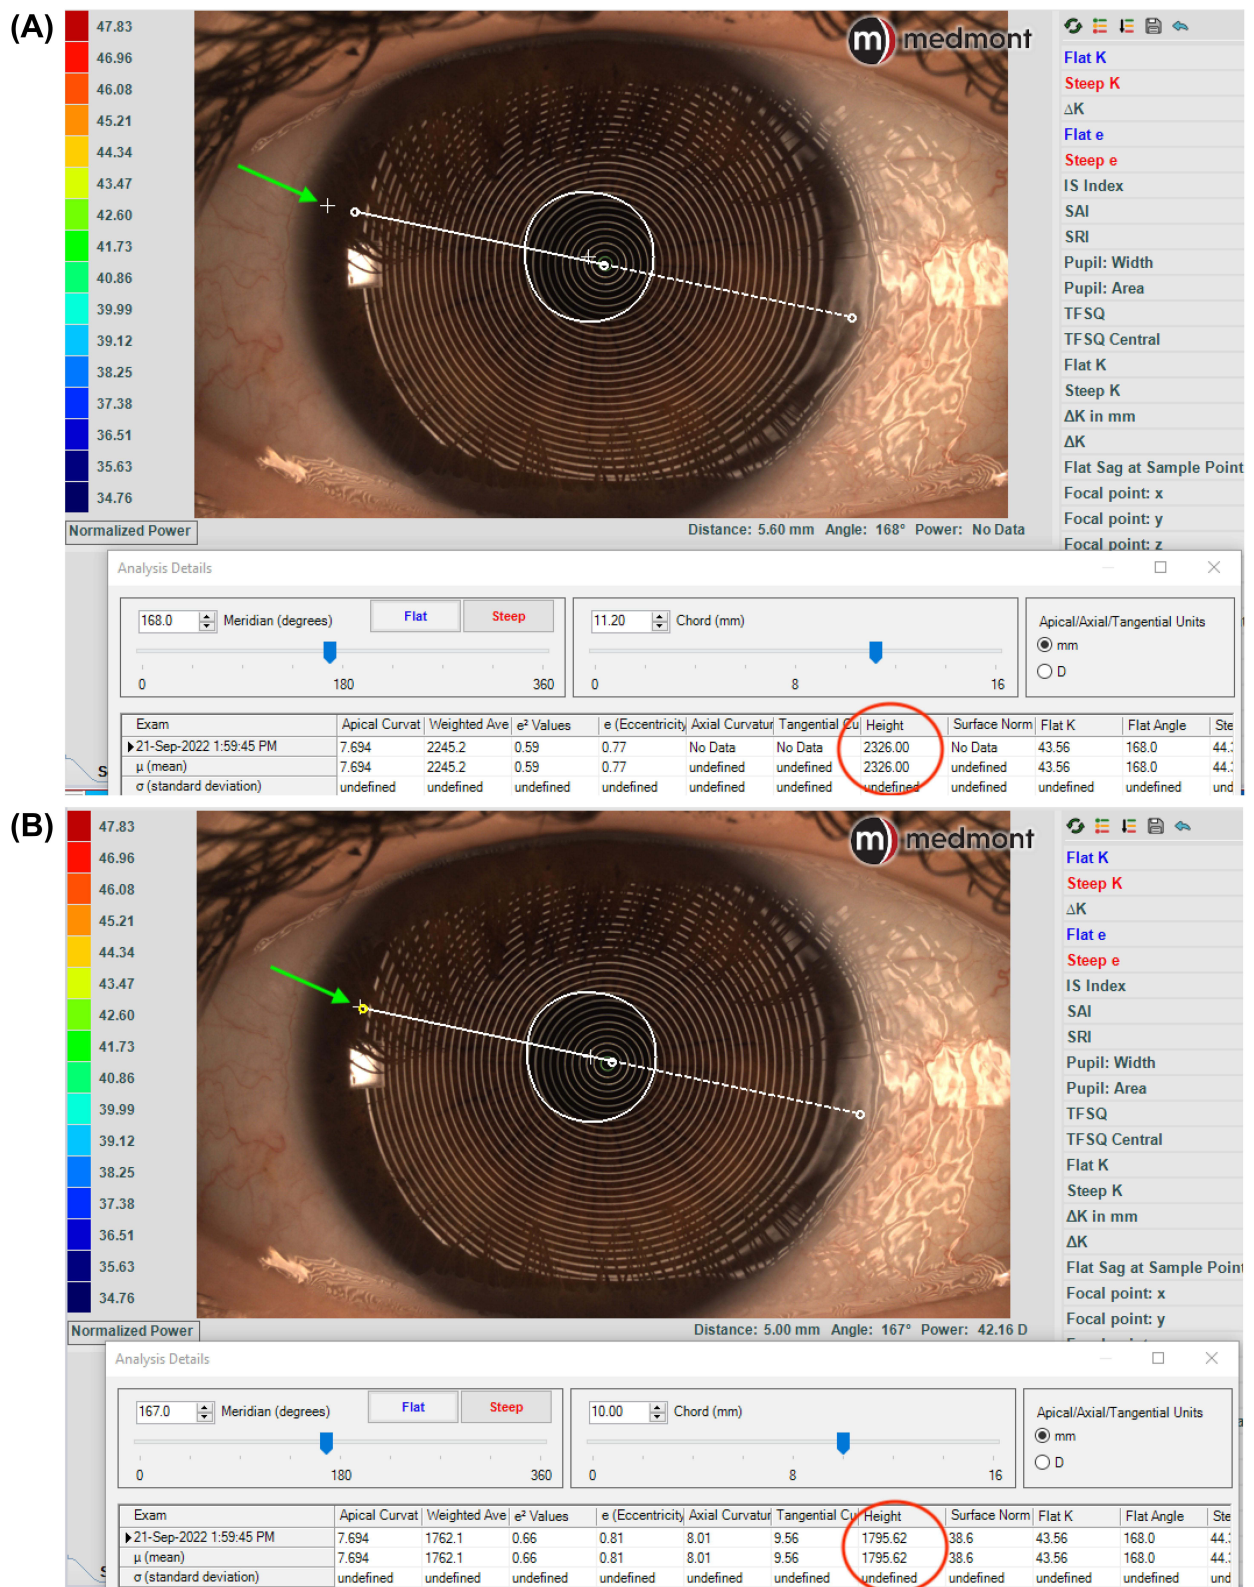 (A)
47.83
46.96
46.08
45.21
44.34
43.47
42.60
41.73
40.86
39.99
39.12
38.25
37.38
36.51
35.63
34.76
Normalized Power
m medmont
Distance: 5.60 mm Angle: 168° Power: No Data
Flat K
Steep K
ΔK
Flat e
Steep e
IS Index
SAI
SRI
Pupil: Width
Pupil: Area
TFSQ
TFSQ Central
Flat K
Steep K
ΔK in mm
ΔK
Flat Sag at Sample Point
Focal point: x
Focal point: y
Focal point: z
Analysis Details
168.0 Meridian (degrees) Flat Steep
0 180 360
11.20 Chord (mm)
0 8 16
Apical/Axial/Tangential Units
mm
D
Exam Apical Curvat Weighted Ave e² Values e (Eccentricity Axial Curvatur Tangential Cu Height Surface Norm Flat K Flat Angle Ste
21-Sep-2022 1:59:45 PM 7.694 2245.2 0.59 0.77 No Data No Data 2326.00 No Data 43.56 168.0 44.
μ (mean) 7.694 2245.2 0.59 0.77 undefined undefined 2326.00 undefined 43.56 168.0 44.
σ (standard deviation) undefined undefined undefined undefined undefined undefined undefined undefined undefined undefined und
S
(B)
47.83
46.96
46.08
45.21
44.34
43.47
42.60
41.73
40.86
39.99
39.12
38.25
37.38
36.51
35.63
34.76
Normalized Power
m medmont
Distance: 5.00 mm Angle: 167° Power: 42.16 D
Flat K
Steep K
ΔK
Flat e
Steep e
IS Index
SAI
SRI
Pupil: Width
Pupil: Area
TFSQ
TFSQ Central
Flat K
Steep K
ΔK in mm
ΔK
Flat Sag at Sample Poin
Focal point: x
Focal point: y
Analysis Details
167.0 Meridian (degrees) Flat Steep
0 180 360
10.00 Chord (mm)
0 8 16
Apical/Axial/Tangential Units
mm
D
Exam Apical Curvat Weighted Ave e² Values e (Eccentricity Axial Curvatur Tangential Cu Height Surface Norm Flat K Flat Angle Ste
21-Sep-2022 1:59:45 PM 7.694 1762.1 0.66 0.81 8.01 9.56 1795.62 38.6 43.56 168.0 44.
μ (mean) 7.694 1762.1 0.66 0.81 8.01 9.56 1795.62 38.6 43.56 168.0 44.
σ (standard deviation) undefined undefined undefined undefined undefined undefined undefined undefined undefined undefined und